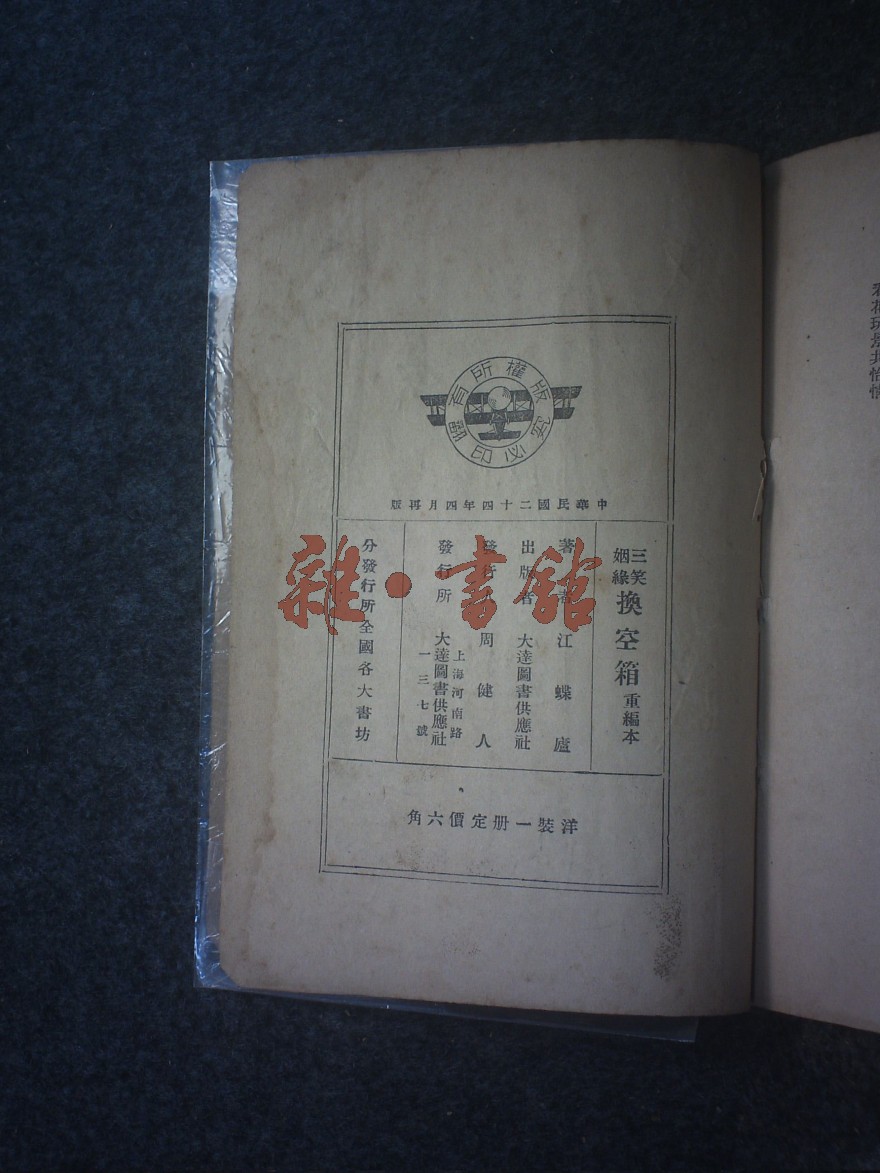 版權所有
翻印必究
中華民國二十四年四月再版
三笑姻緣 換空箱 重編本
著者 江蝶廬
出版者 大達圖書供應社
發行者 周健人
發行所 大達圖書供應社
上海河南路
一三七號
分發行所全國各大書坊
洋裝一册定價六角
雜·書館